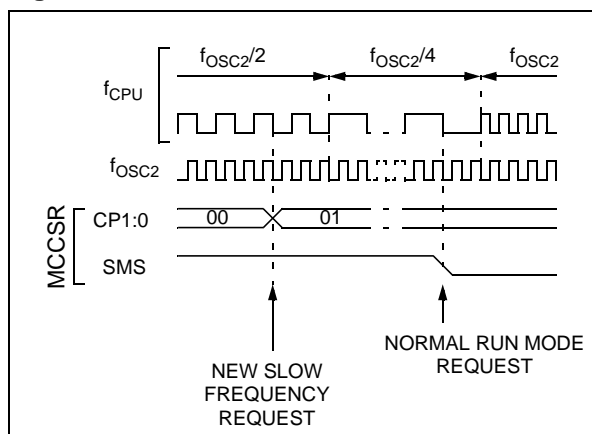 fOSC2/2
fOSC2/4
fOSC2
fCPU
fOSC2
MCCSR
CP1:0
00
01
SMS
NEW SLOW
FREQUENCY
REQUEST
NORMAL RUN MODE
REQUEST